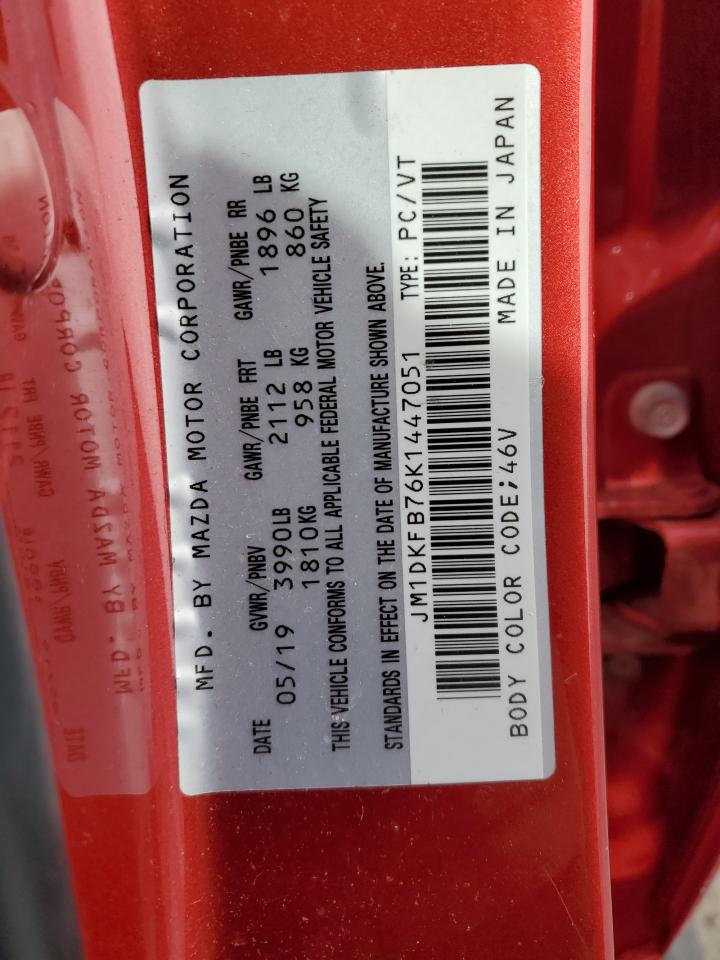 MFD. BY MAZDA MOTOR CORPORATION
DATE GVWR/PNBV GAWR/PNBE FRT GAWR/PNBE RR
05/19 3990LB 2112 LB 1896 LB
1810KG 958 KG 860 KG
THIS VEHICLE CONFORMS TO ALL APPLICABLE FEDERAL MOTOR VEHICLE SAFETY
STANDARDS IN EFFECT ON THE DATE OF MANUFACTURE SHOWN ABOVE.
JM1DKFB76K1447051 TYPE: PC/VT
BODY COLOR CODE;46V MADE IN JAPAN